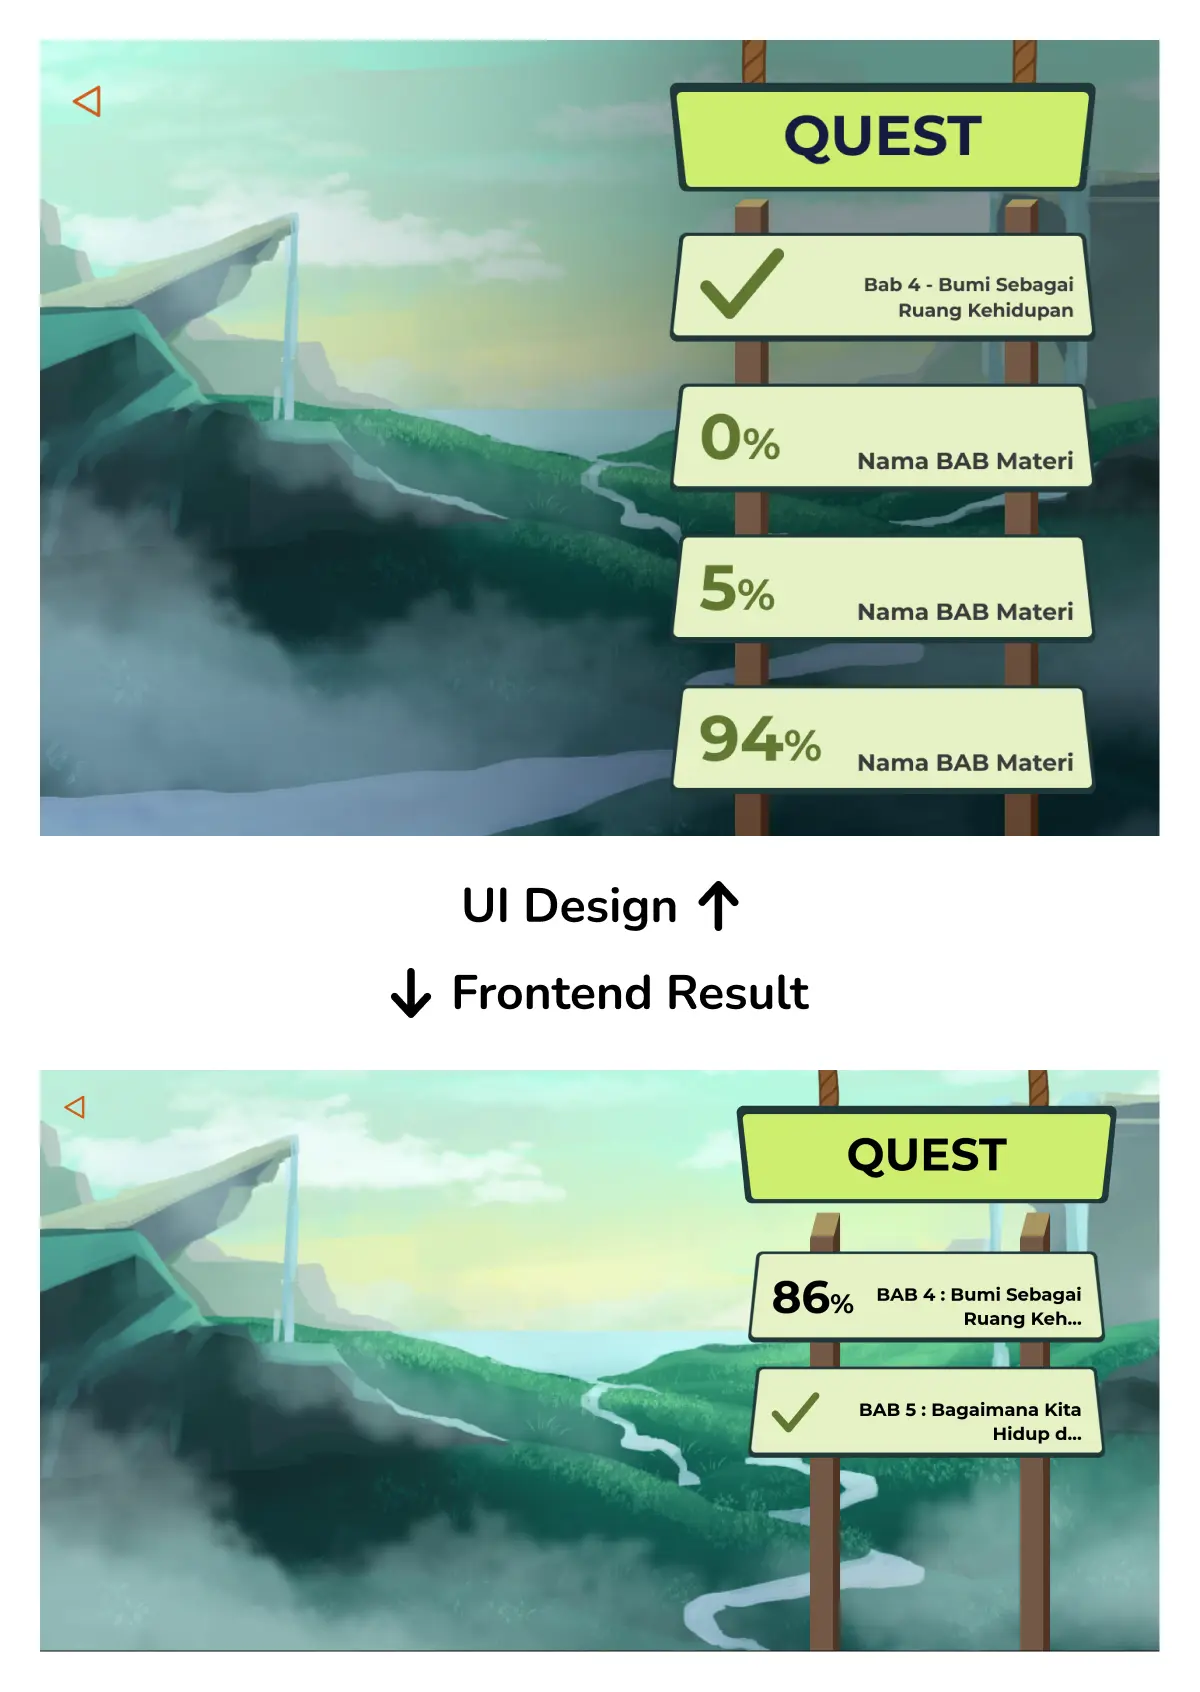 QUEST
Bab 4 - Bumi Sebagai
Ruang Kehidupan
0%
Nama BAB Materi
5%
Nama BAB Materi
94%
Nama BAB Materi
UI Design ↑
↓ Frontend Result
QUEST
86%
BAB 4 : Bumi Sebagai
Ruang Keh...
BAB 5 : Bagaimana Kita
Hidup d...